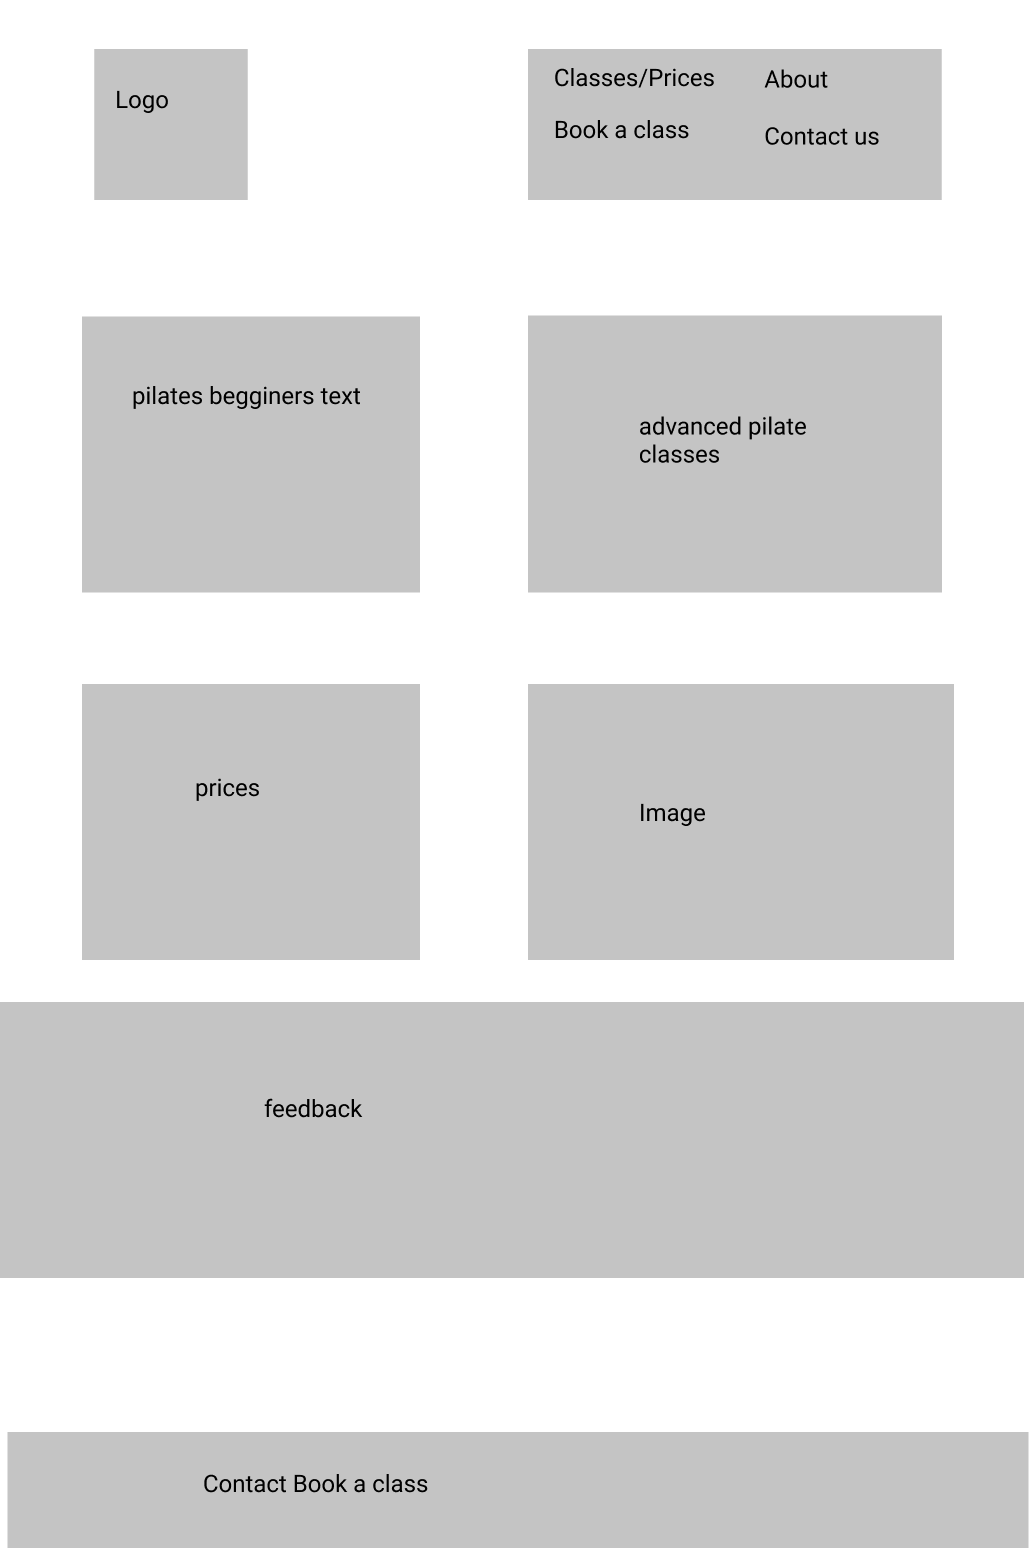 Logo
Classes/Prices
About
Book a class
Contact us
pilates begginers text
advanced pilate
classes
prices
Image
feedback
Contact Book a class